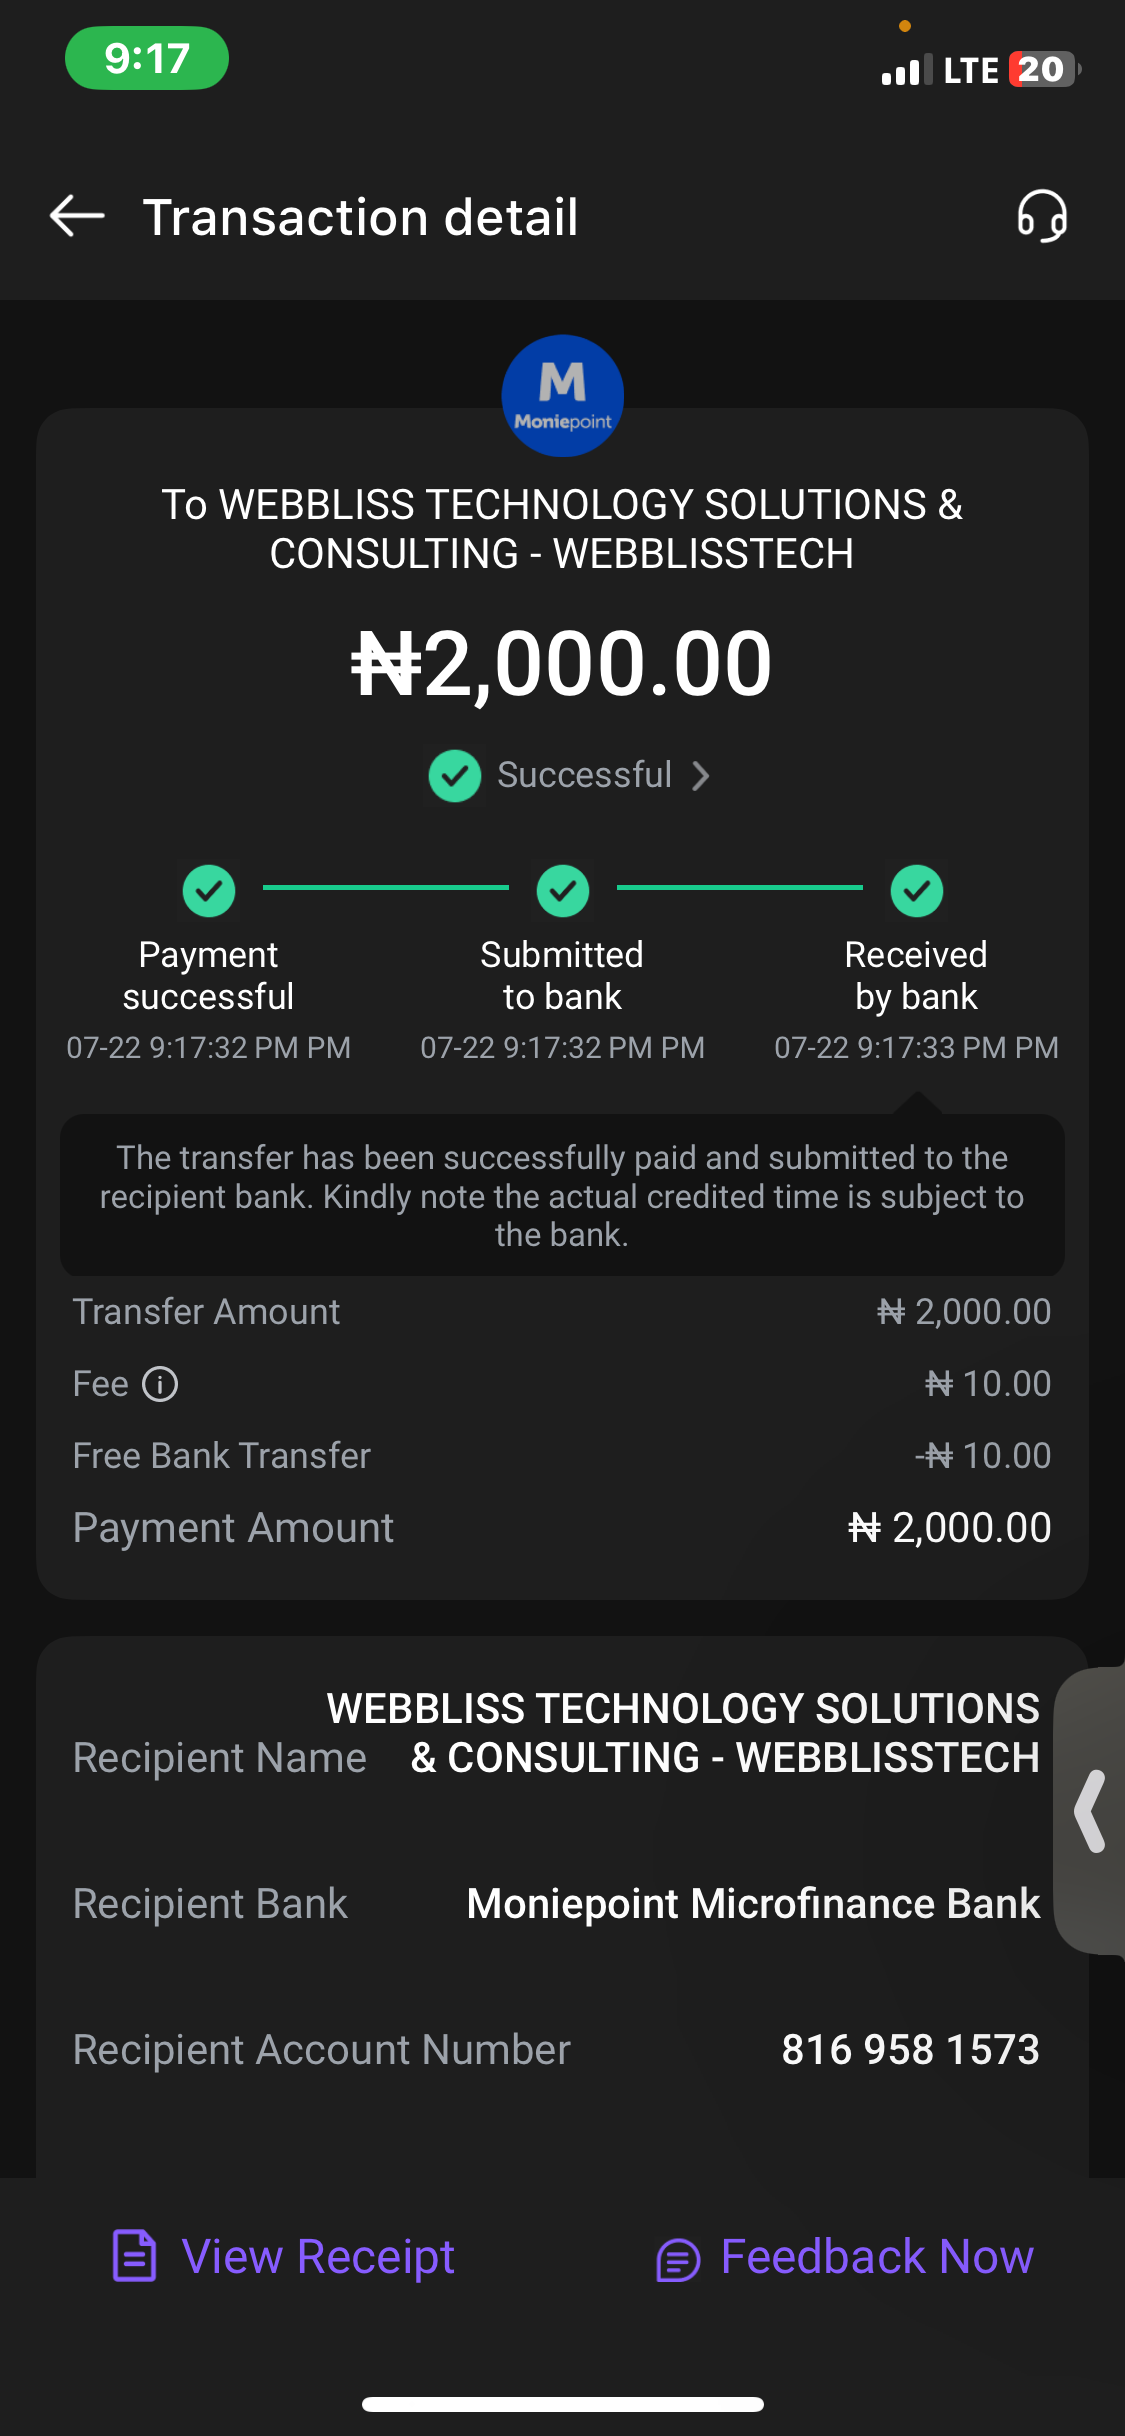 9:17
LTE 20
Transaction detail
M
Moniepoint
To WEBBLISS TECHNOLOGY SOLUTIONS &
CONSULTING - WEBBLISSTECH
₦2,000.00
Successful
Payment
successful
07-22 9:17:32 PM PM
Submitted
to bank
07-22 9:17:32 PM PM
Received
by bank
07-22 9:17:33 PM PM
The transfer has been successfully paid and submitted to the
recipient bank. Kindly note the actual credited time is subject to
the bank.
Transfer Amount ₦ 2,000.00
Fee ₦ 10.00
Free Bank Transfer -₦ 10.00
Payment Amount ₦ 2,000.00
WEBBLISS TECHNOLOGY SOLUTIONS
Recipient Name & CONSULTING - WEBBLISSTECH
Recipient Bank Moniepoint Microfinance Bank
Recipient Account Number 816 958 1573
View Receipt
Feedback Now